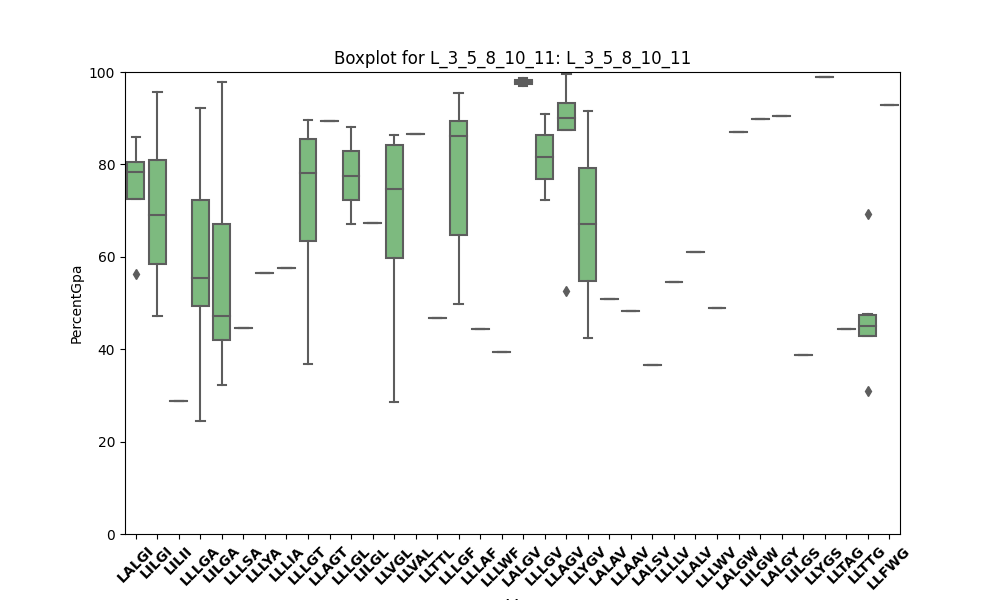 Boxplot for L_3_5_8_10_11: L_3_5_8_10_11
PercentGpa
100
80
60
40
20
0
LALGI
LILGI
LILII
LLLGA
LILGA
LLLSA
LLLYA
LLLIA
LLLGT
LLAGT
LLLGL
LILGL
LLVGL
LLVAL
LLTTL
LLLGF
LLLAF
LLLWF
LALGV
LLLGV
LLAGV
LLYGV
LALAV
LLAAV
LALSV
LLLLV
LLALV
LLLWV
LALGW
LILGW
LALGY
LILGS
LLYGS
LLTAG
LLTTG
LLFWG